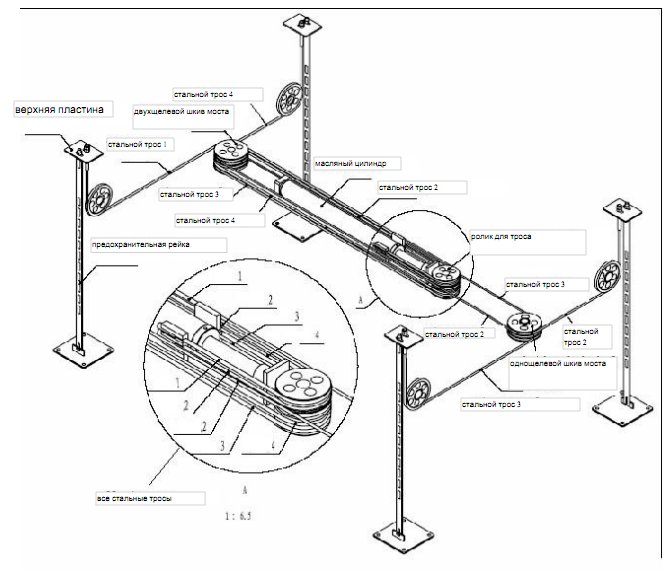 стальной трос 4
верхняя пластина
двухщелевой шкив моста
стальной трос 1
масляный цилиндр
стальной трос 2
стальной трос 3
стальной трос 4
ролик для троса
предохранительная рейка
стальной трос 3
A
1
2
3
4
стальной трос 2
стальной
трос 2
1
2
2
3
4
однощелевой шкив моста
стальной трос 3
все стальные тросы
A
1: 6.5